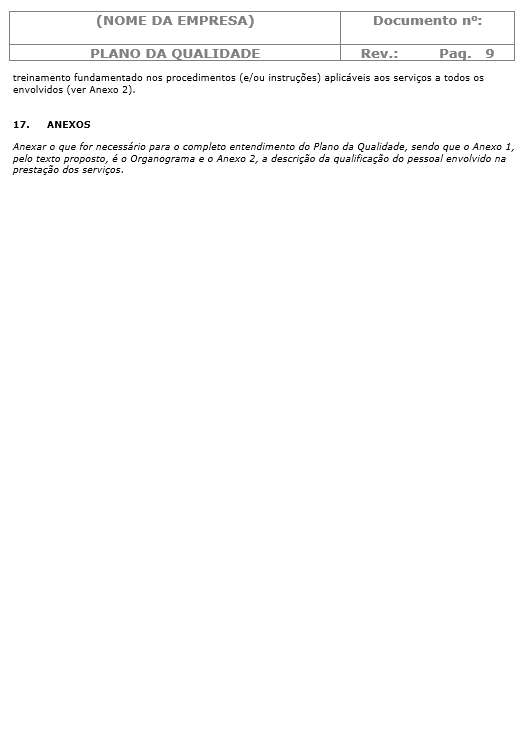 (NOME DA EMPRESA)
Documento nº:
PLANO DA QUALIDADE
Rev.: Pag. 9
treinamento fundamentado nos procedimentos (e/ou instruções) aplicáveis aos serviços a todos os
envolvidos (ver Anexo 2).
17. ANEXOS
Anexar o que for necessário para o completo entendimento do Plano da Qualidade, sendo que o Anexo 1,
pelo texto proposto, é o Organograma e o Anexo 2, a descrição da qualificação do pessoal envolvido na
prestação dos serviços.